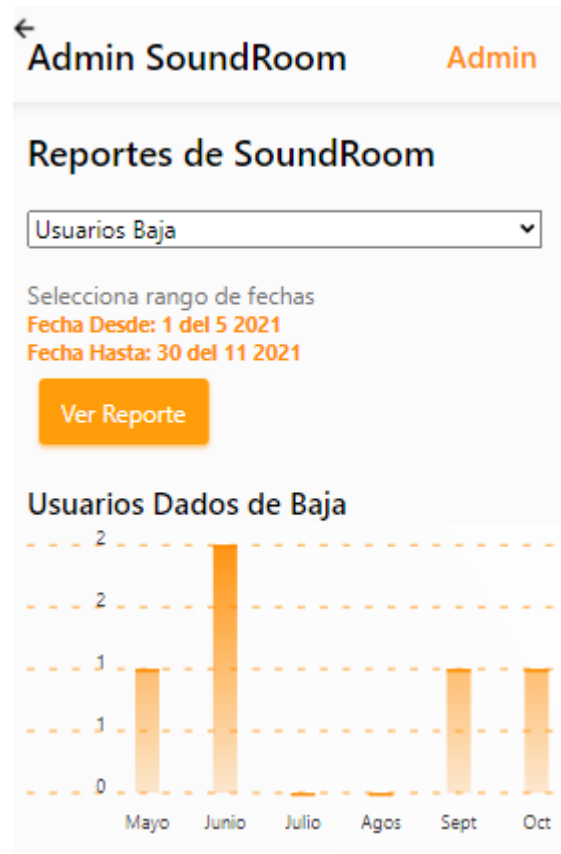 Admin SoundRoom Admin
Reportes de SoundRoom
Usuarios Baja
Selecciona rango de fechas
Fecha Desde: 1 del 5 2021
Fecha Hasta: 30 del 11 2021
Ver Reporte
Usuarios Dados de Baja
2
2
1
1
0
Mayo Junio Julio Agos Sept Oct